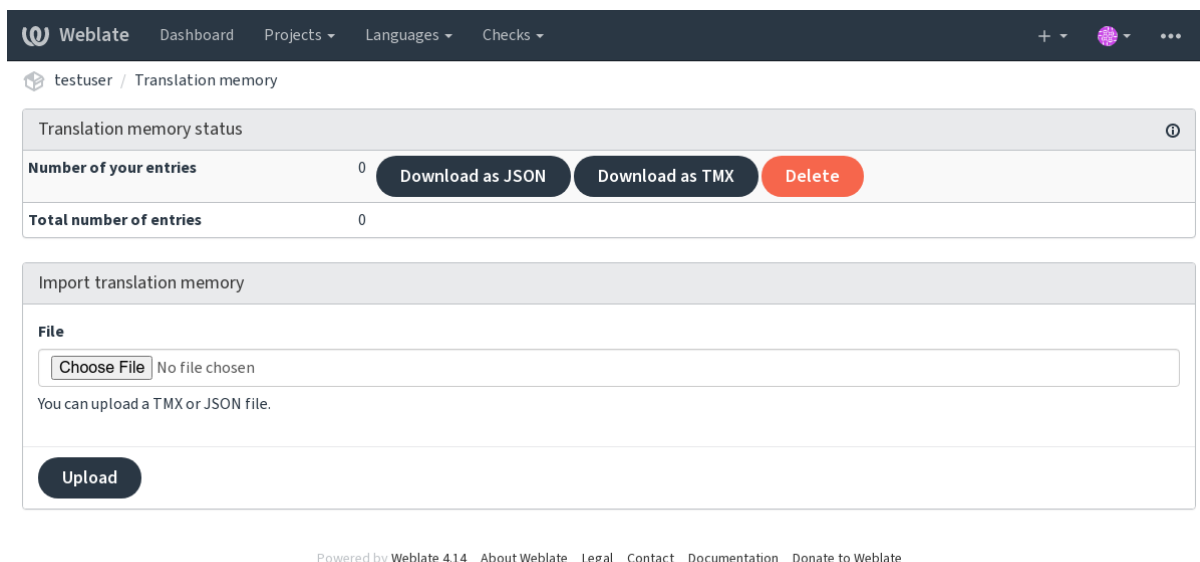 Weblate Dashboard Projects Languages Checks
testuser / Translation memory
Translation memory status
Number of your entries 0 Download as JSON Download as TMX Delete
Total number of entries 0
Import translation memory
File
Choose File No file chosen
You can upload a TMX or JSON file.
Upload
Powered by Weblate 4.14 About Weblate Legal Contact Documentation Donate to Weblate